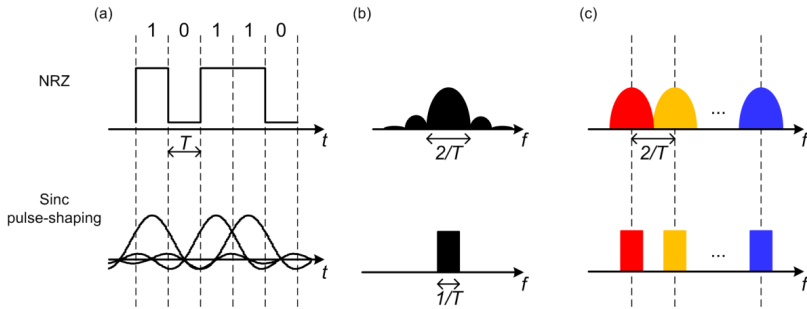 (a)
1 0 1 1 0
NRZ
T
t
Sinc
pulse-shaping
t
(b)
f
2/T
f
1/T
(c)
...
f
2/T
...
f